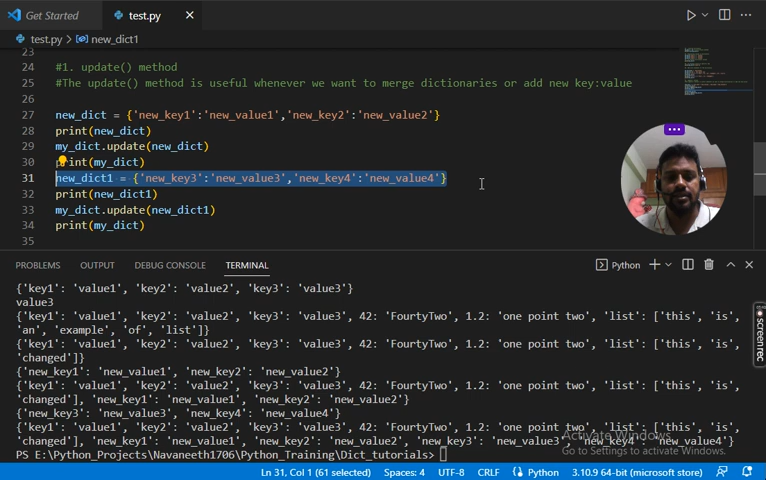 Get Started
test.py
test.py > new_dict1
23
24 #1. update() method
25 #The update() method is useful whenever we want to merge dictionaries or add new key:value
26
27 new_dict = {'new_key1':'new_value1','new_key2':'new_value2'}
28 print(new_dict)
29 my_dict.update(new_dict)
30 print(my_dict)
31 new_dict1 = {'new_key3':'new_value3','new_key4':'new_value4'}
32 print(new_dict1)
33 my_dict.update(new_dict1)
34 print(my_dict)
35
PROBLEMS OUTPUT DEBUG CONSOLE TERMINAL Python
{'key1': 'value1', 'key2': 'value2', 'key3': 'value3'}
value3
{'key1': 'value1', 'key2': 'value2', 'key3': 'value3', 42: 'FourtyTwo', 1.2: 'one point two', 'list': ['this', 'is',
'an', 'example', 'of', 'list']}
{'key1': 'value1', 'key2': 'value2', 'key3': 'value3', 42: 'FourtyTwo', 1.2: 'one point two', 'list': ['this', 'is',
'changed']}
{'new_key1': 'new_value1', 'new_key2': 'new_value2'}
{'key1': 'value1', 'key2': 'value2', 'key3': 'value3', 42: 'FourtyTwo', 1.2: 'one point two', 'list': ['this', 'is',
'changed'], 'new_key1': 'new_value1', 'new_key2': 'new_value2'}
{'new_key3': 'new_value3', 'new_key4': 'new_value4'}
{'key1': 'value1', 'key2': 'value2', 'key3': 'value3', 42: 'FourtyTwo', 1.2: 'one point two', 'list': ['this', 'is',
'changed'], 'new_key1': 'new_value1', 'new_key2': 'new_value2', 'new_key3': 'new_value3', 'new_key4': 'new_value4'}
PS E:\Python_Projects\Navaneeth1706\Python_Training\Dict_tutorials>
Activate Windows
Go to Settings to activate Windows.
screenrec
Ln 31, Col 1 (61 selected) Spaces: 4 UTF-8 CRLF Python 3.10.9 64-bit (microsoft store)